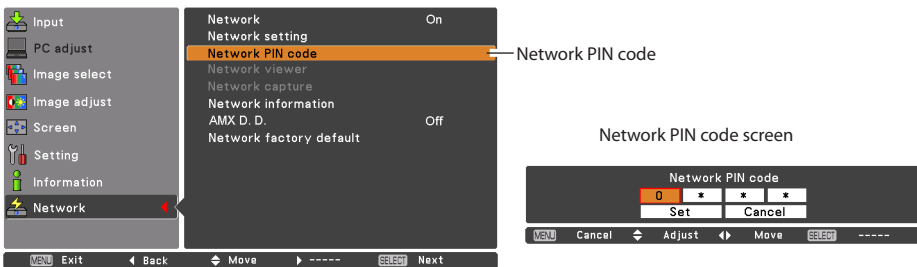 Input
PC adjust
Image select
Image adjust
Screen
Setting
Information
Network
Network On
Network setting
Network PIN code
Network viewer
Network capture
Network information
AMX D. D. Off
Network factory default
MENU Exit Back Move ----- SELECT Next
Network PIN code
Network PIN code screen
Network PIN code
0 * * *
Set Cancel
MENU Cancel Adjust Move SELECT -----